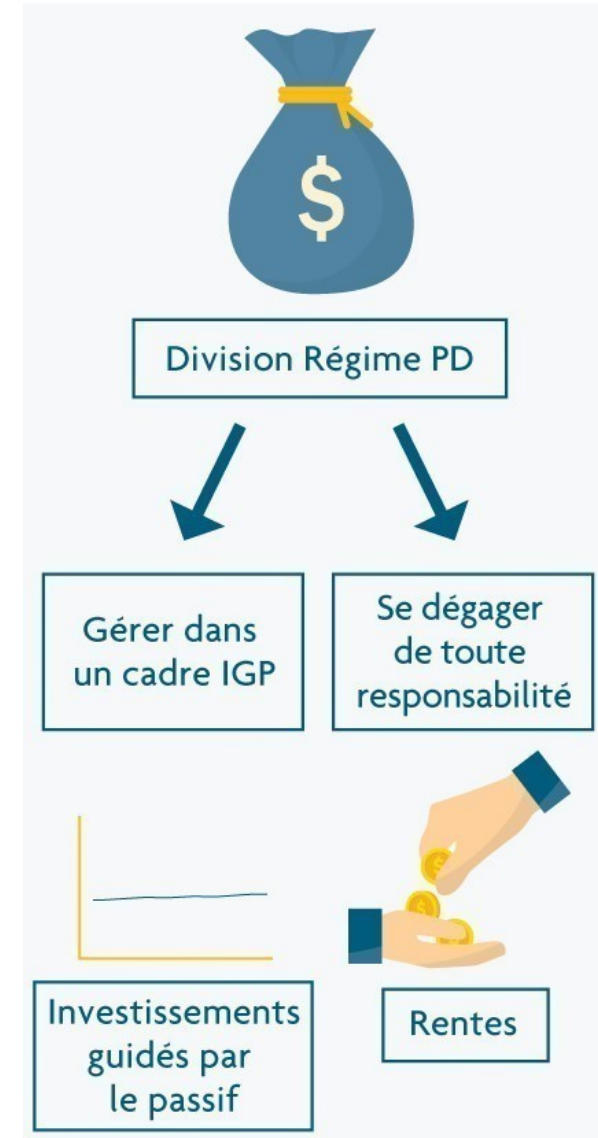 $
Division Régime PD
Gérer dans
un cadre IGP
Se dégager
de toute
responsabilité
$
$
Investissements
guidés par
le passif
Rentes